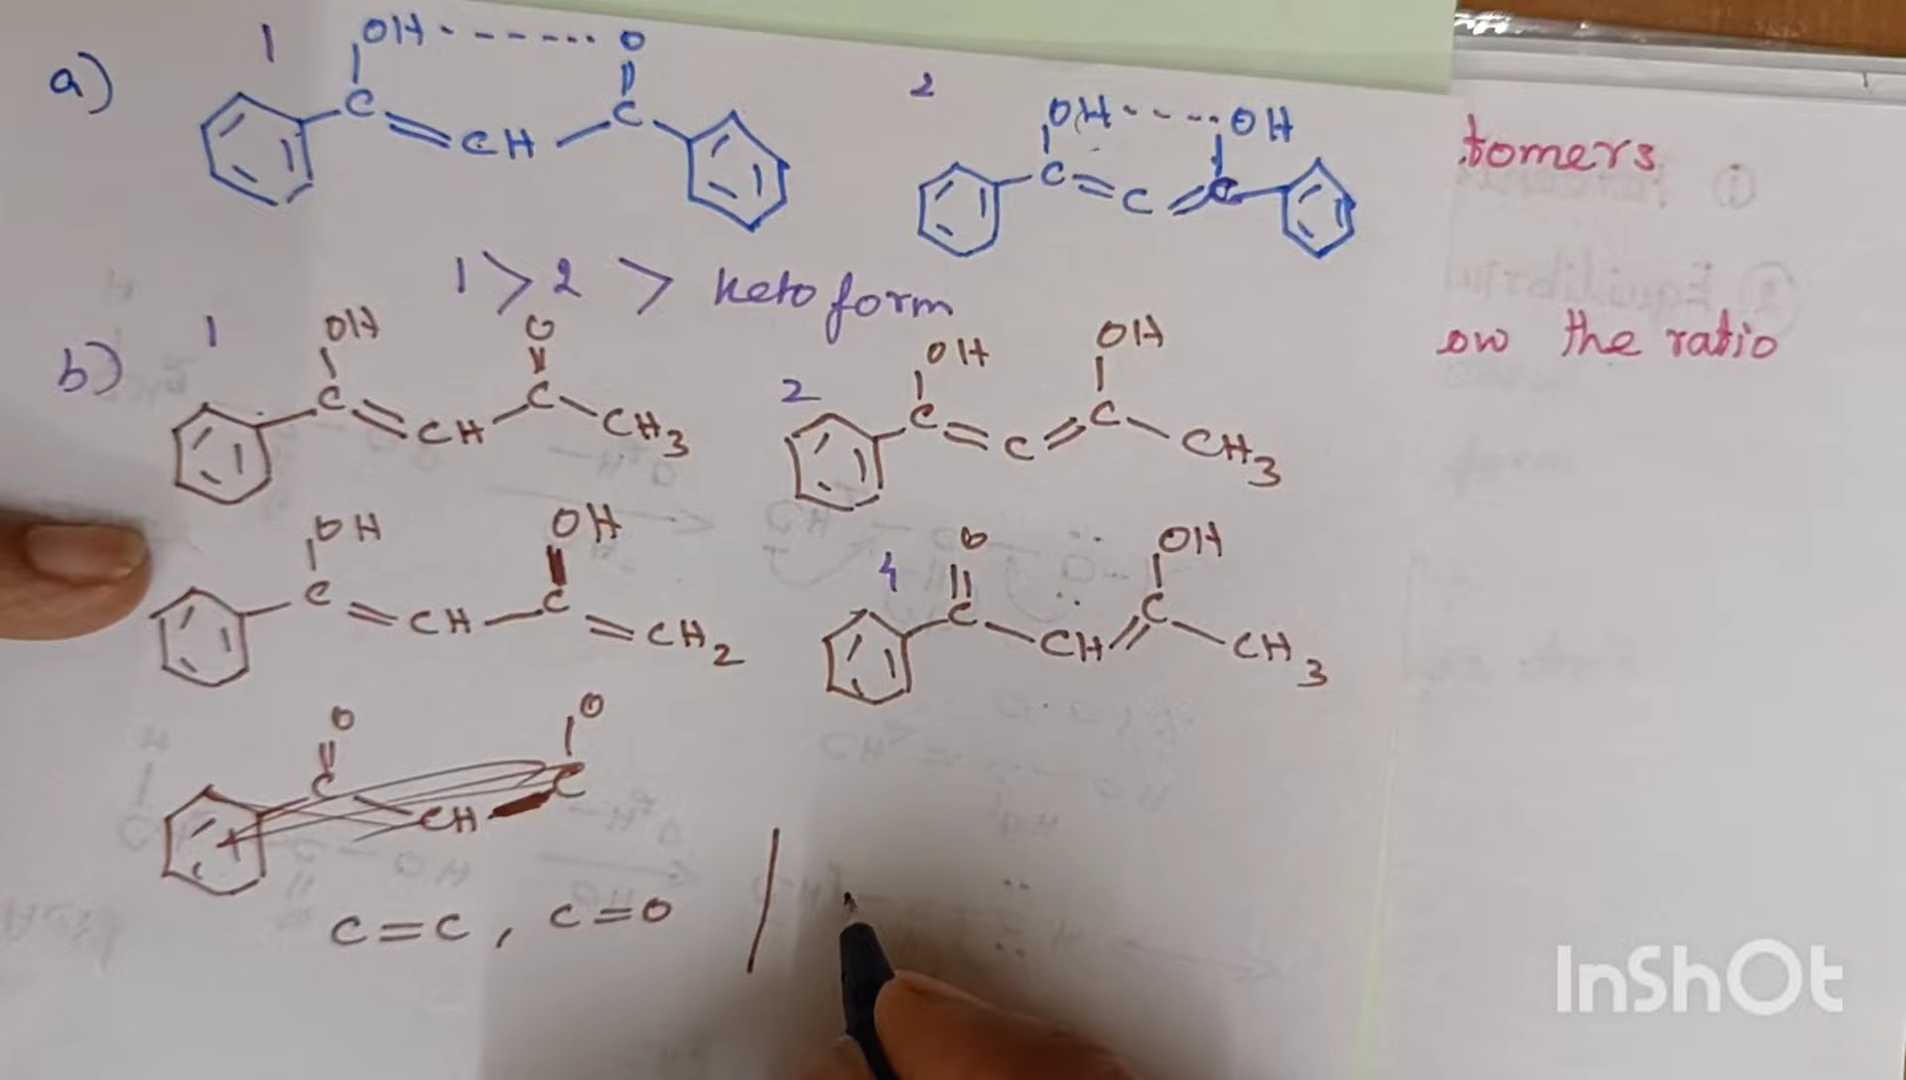 a) 1 OH O
C = CH - C
2 OH OH
C = C = C
tomers
1 > 2 > keto form
ow the ratio
b) 1 OH O
C = CH - C - CH3
2 OH OH
C = C = C - CH3
OH OH
C = CH - C = CH2
4 O OH
C - CH = C - CH3
O O
C - CH - C
C = C , C = O
InShOt